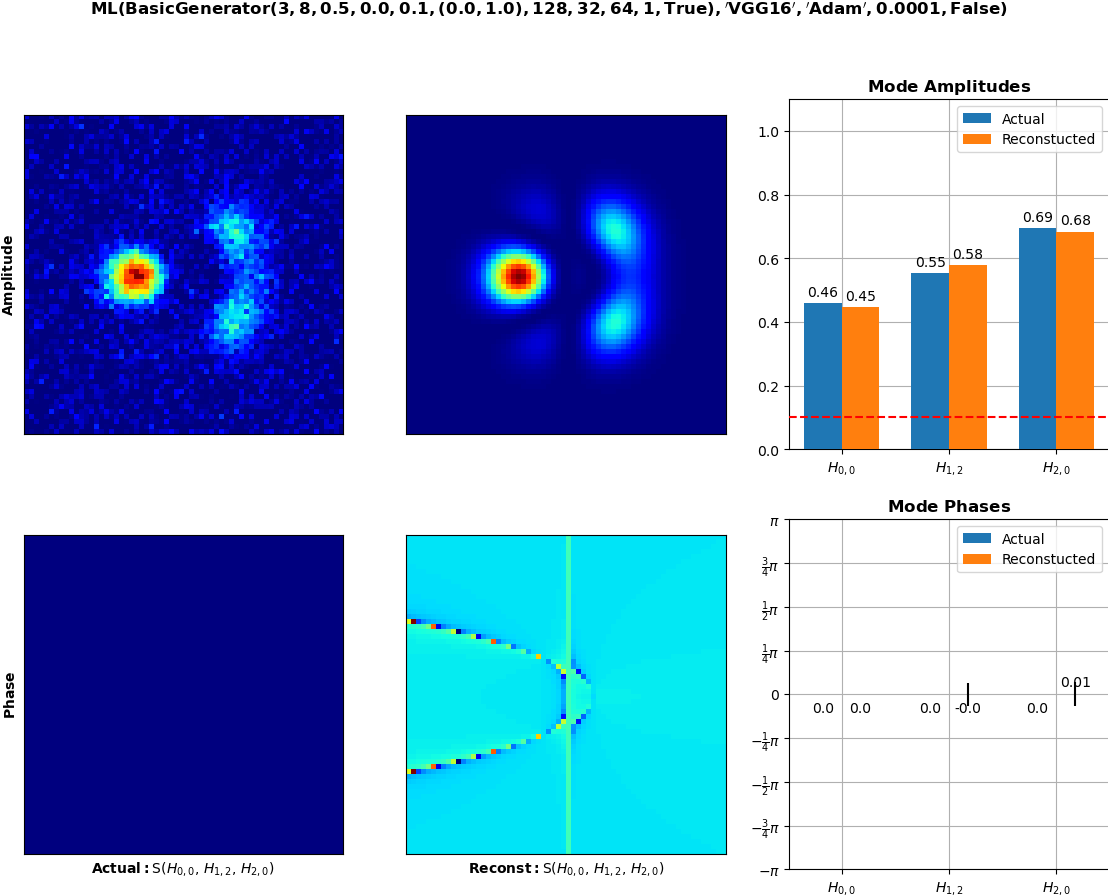 ML(BasicGenerator(3, 8, 0.5, 0.0, 0.1, (0.0, 1.0), 128, 32, 64, 1, True), 'VGG16', 'Adam', 0.0001, False)
Amplitude
Mode Amplitudes
Actual
Reconstucted
1.0
0.8
0.6
0.4
0.2
0.0
0.46
0.45
0.55
0.58
0.69
0.68
H0,0
H1,2
H2,0
Phase
Actual: S(H0,0, H1,2, H2,0)
Reconst: S(H0,0, H1,2, H2,0)
Mode Phases
Actual
Reconstucted
π
3/4π
1/2π
1/4π
0
−1/4π
−1/2π
−3/4π
−π
0.0
0.0
0.0
-0.0
0.0
0.01
H0,0
H1,2
H2,0